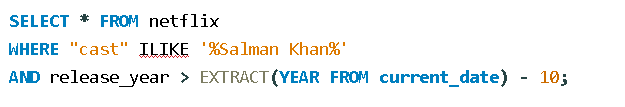 SELECT * FROM netflix
WHERE "cast" ILIKE '%Salman Khan%'
AND release_year > EXTRACT(YEAR FROM current_date) - 10;